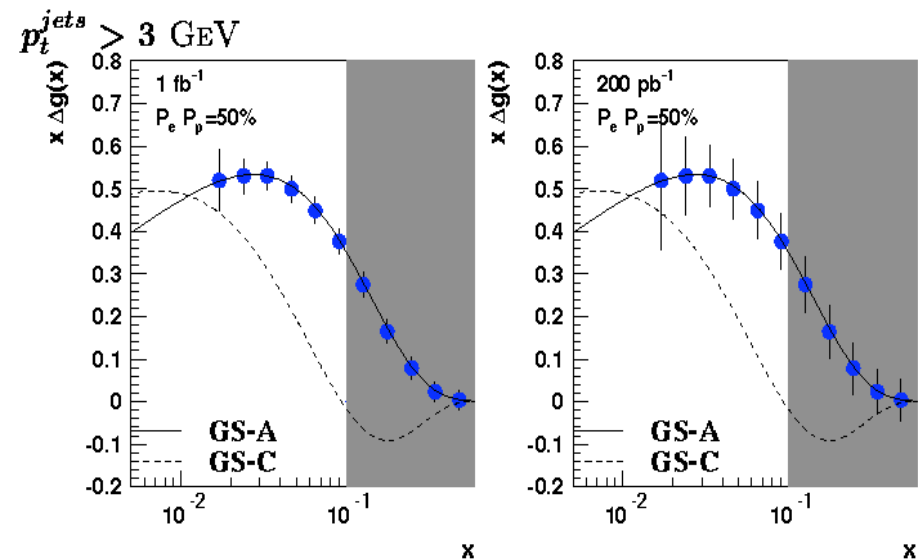 p_t^{jets} > 3 GEV
x Δg(x)
0.8
0.7
0.6
0.5
0.4
0.3
0.2
0.1
0
-0.1
-0.2
1 fb⁻¹
P_e P_p =50%
GS-A
GS-C
10⁻²
10⁻¹
x
x Δg(x)
0.8
0.7
0.6
0.5
0.4
0.3
0.2
0.1
0
-0.1
-0.2
200 pb⁻¹
P_e P_p =50%
GS-A
GS-C
10⁻²
10⁻¹
x